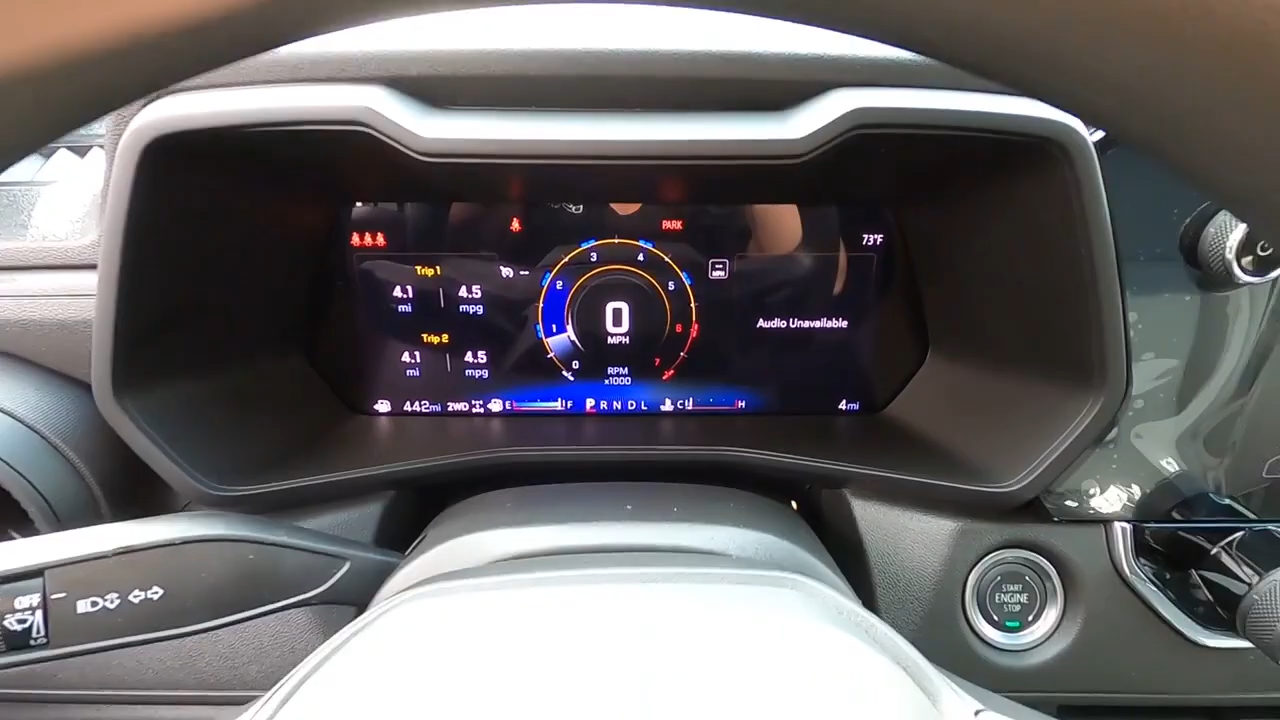 PARK
73°F
Trip 1
4.1 mi
4.5 mpg
Trip 2
4.1 mi
4.5 mpg
--
-- MPH
0 1 2 3 4 5 6 7
0
MPH
RPM
x1000
Audio Unavailable
442mi
2WD
E F
P R N D L
C H
4mi
OFF
START
ENGINE
STOP